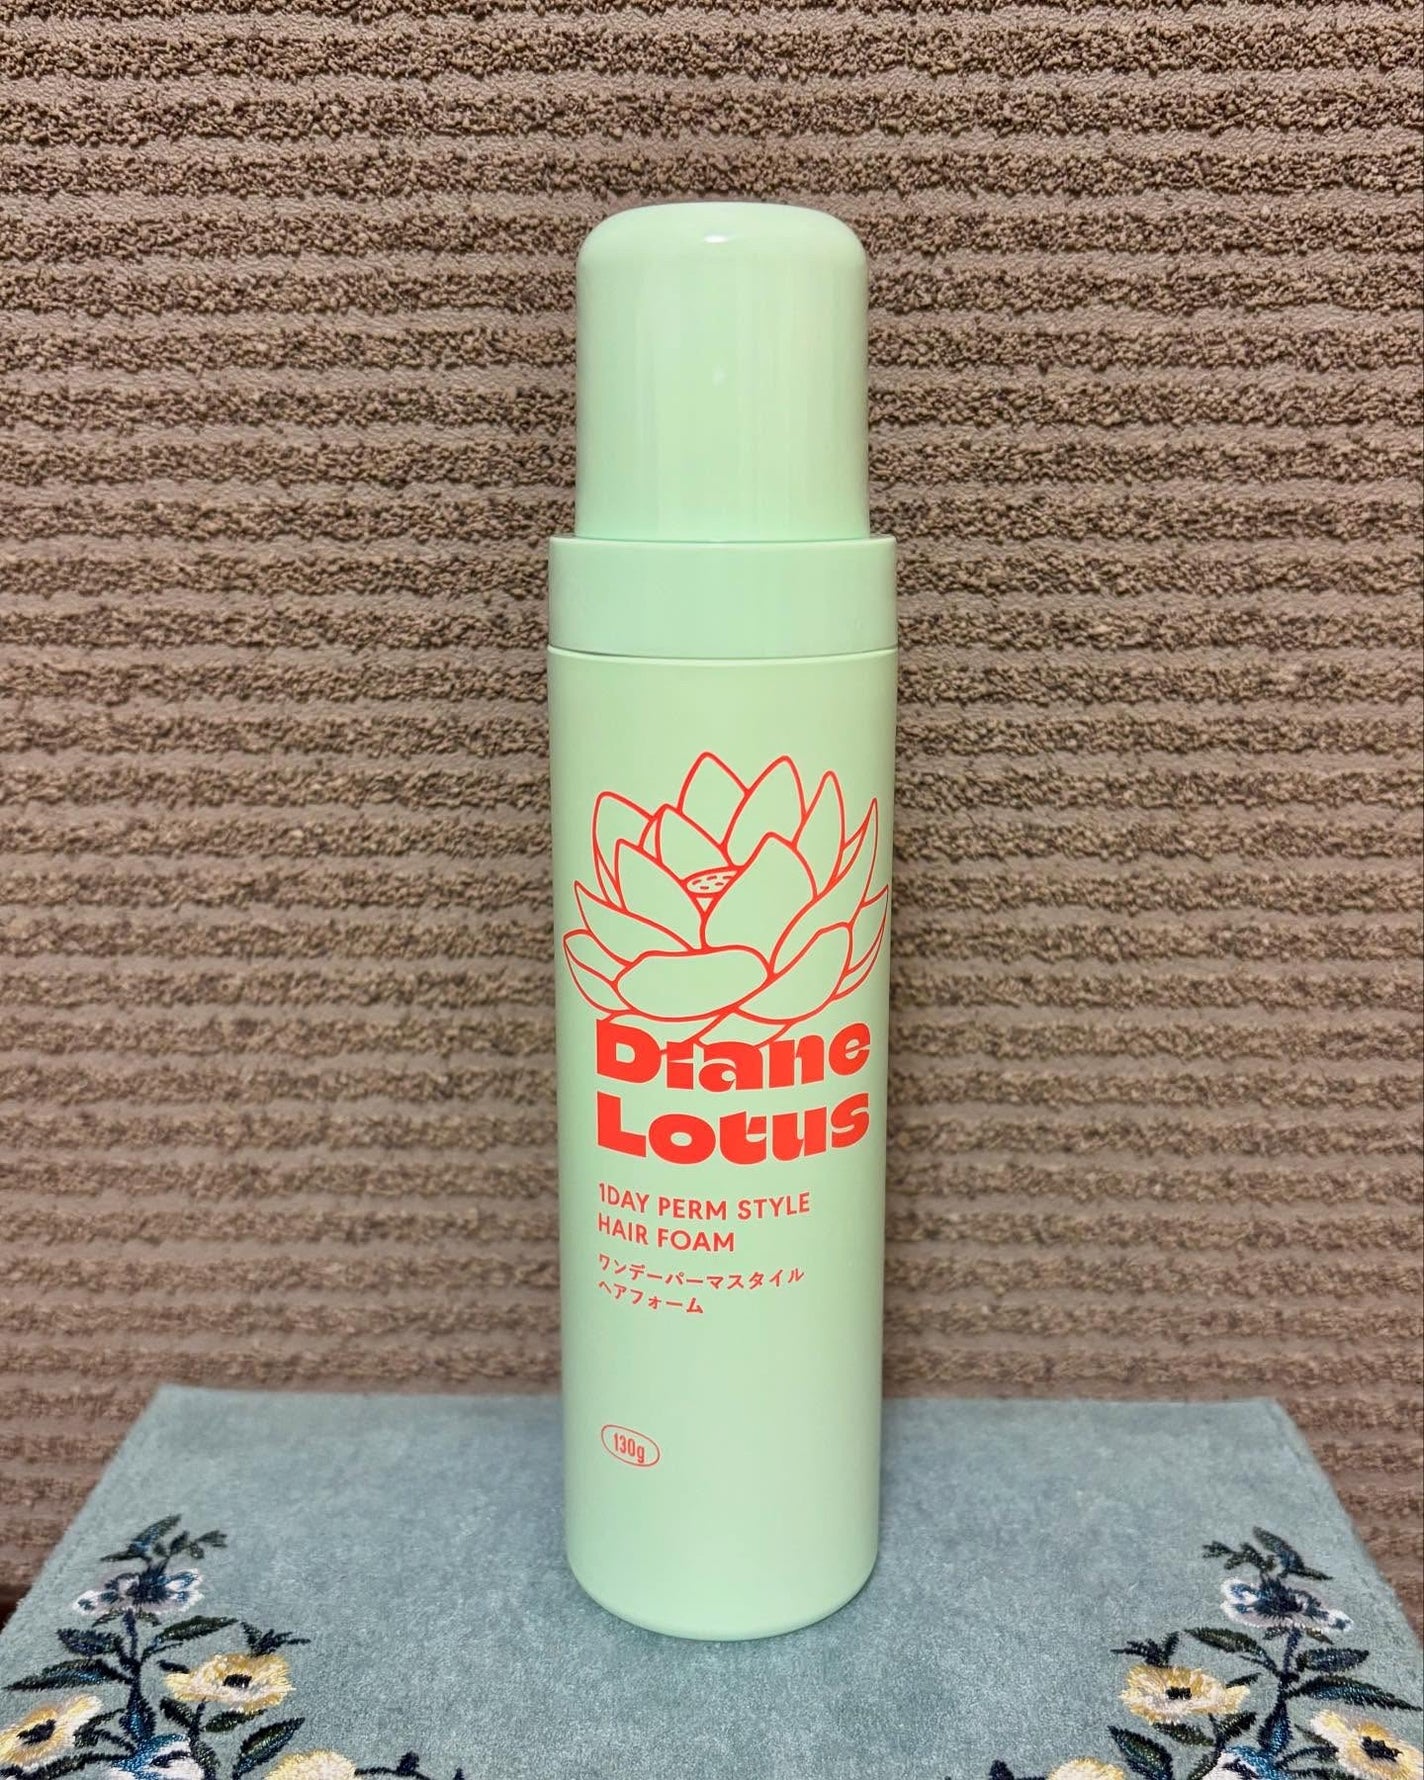 Diane
Lotus
1DAY PERM STYLE
HAIR FOAM
ワンデーパーマスタイル
ヘアフォーム
130g